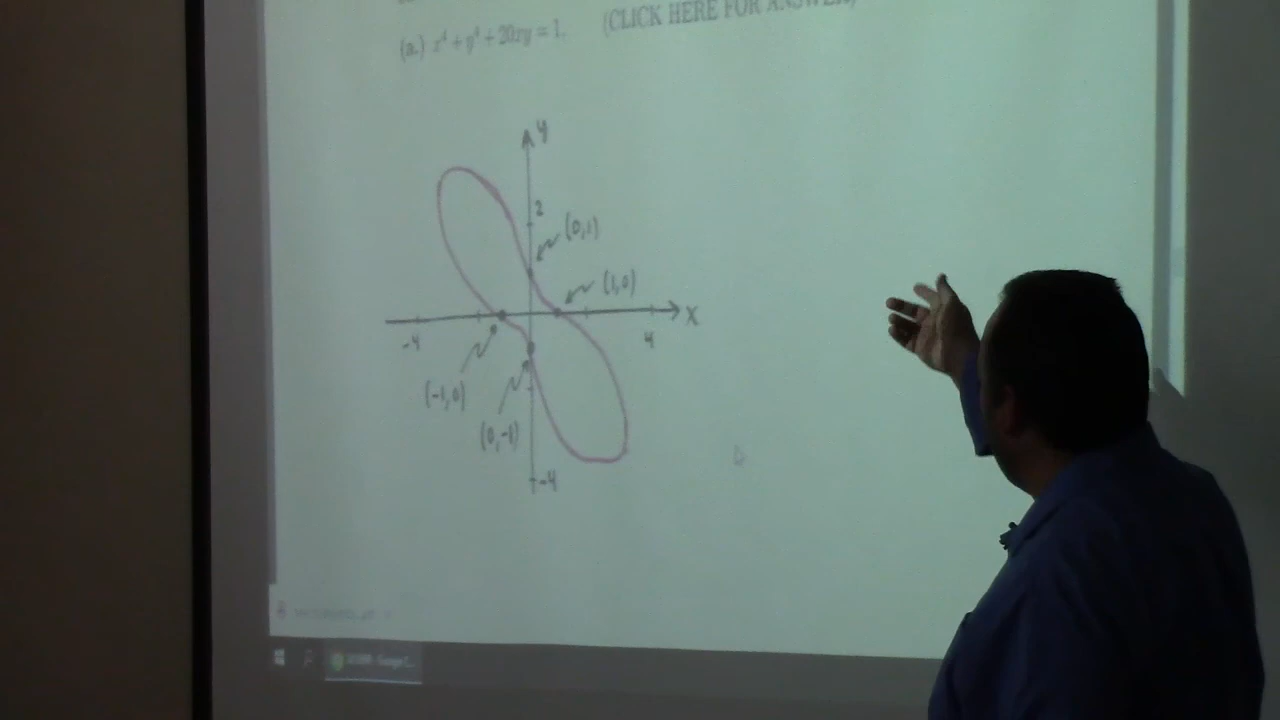 (CLICK HERE FOR ANSWER)
(a.) x⁴ + y⁴ + 20xy = 1.
y
2
(0,1)
(1,0)
x
-4
4
(-1,0)
(0,-1)
-4